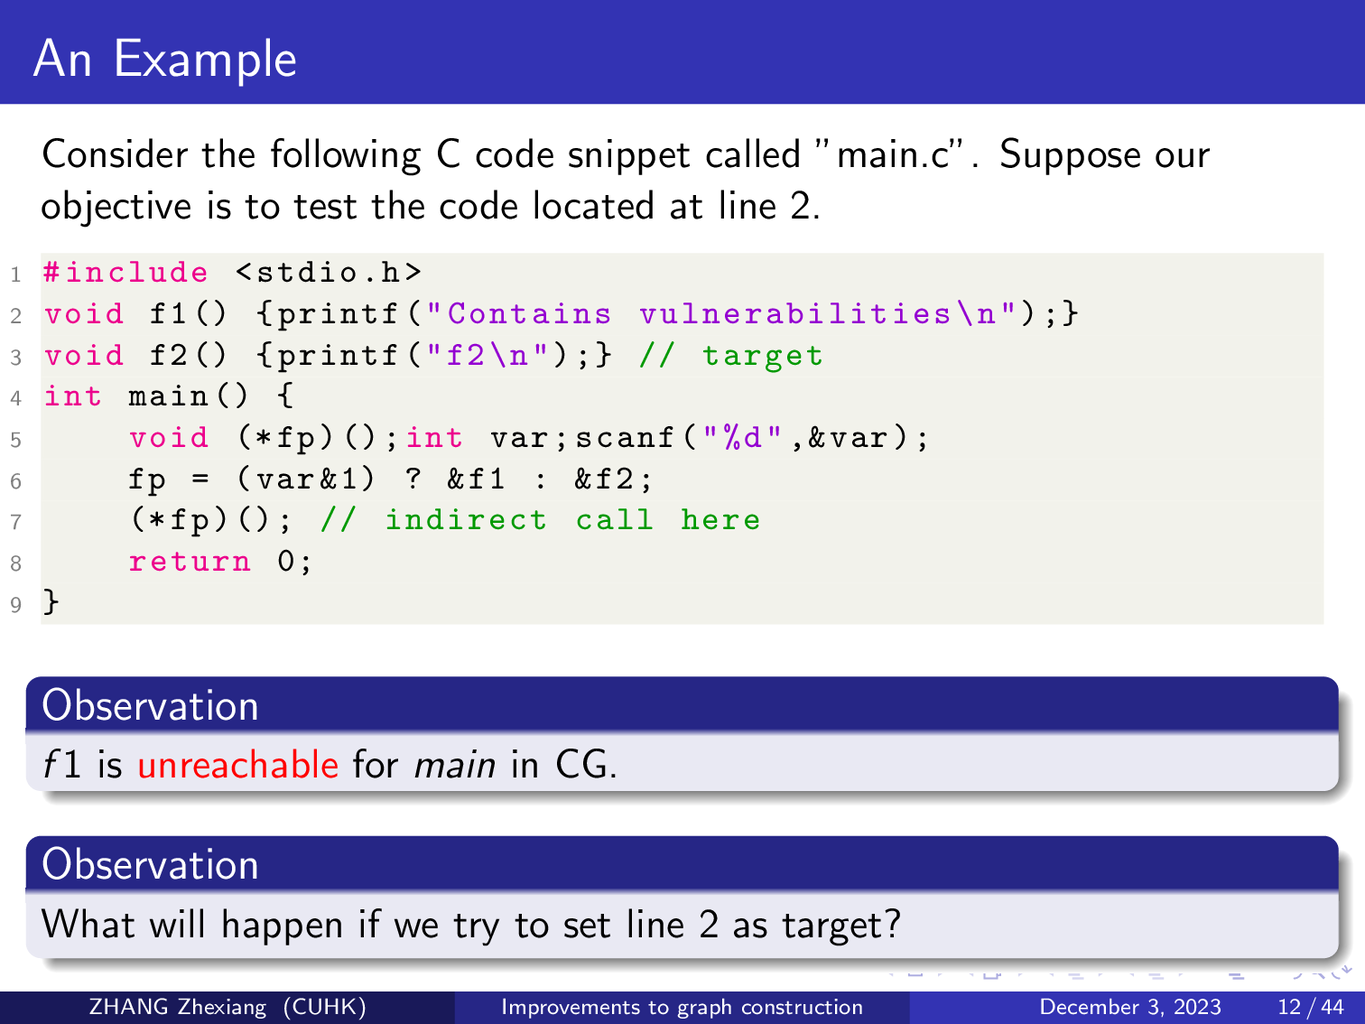 An Example
Consider the following C code snippet called ”main.c”. Suppose our
objective is to test the code located at line 2.
1 #include <stdio.h>
2 void f1() {printf("Contains vulnerabilities\n");}
3 void f2() {printf("f2\n");} // target
4 int main() {
5     void (*fp)();int var;scanf("%d",&var);
6     fp = (var&1) ? &f1 : &f2;
7     (*fp)(); // indirect call here
8     return 0;
9 }
Observation
f1 is unreachable for main in CG.
Observation
What will happen if we try to set line 2 as target?
ZHANG Zhexiang (CUHK) Improvements to graph construction December 3, 2023 12 / 44